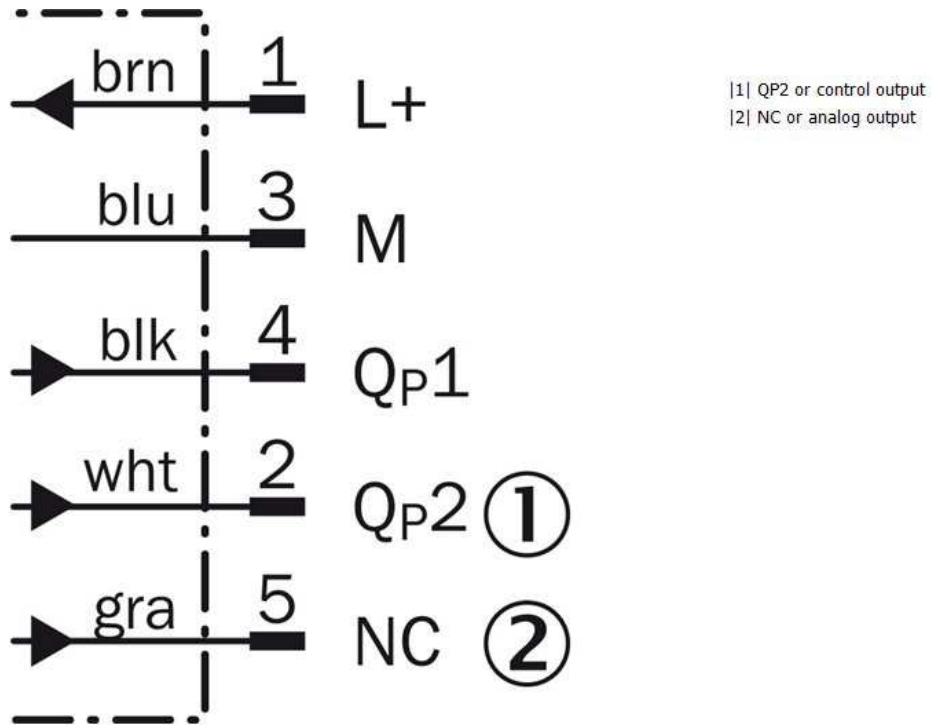 brn 1 L+
blu 3 M
blk 4 QP1
wht 2 QP2 ①
gra 5 NC ②
|1| QP2 or control output
|2| NC or analog output